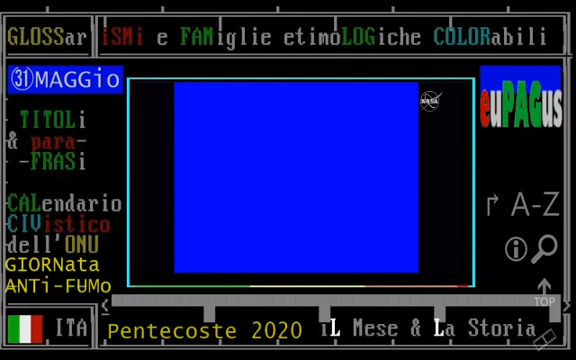 GLOSSar iSMi e FAMiglie etimoLOGiche COLORabili
31 MAGGio
NASA
euPAGus
TITOLi
& para-
-FRASi
A-Z
CALendario
CIVistico
dell'ONU
GIORNata
ANTi-FUMo
TOP
ITA
Pentecoste 2020
iL Mese & La Storia